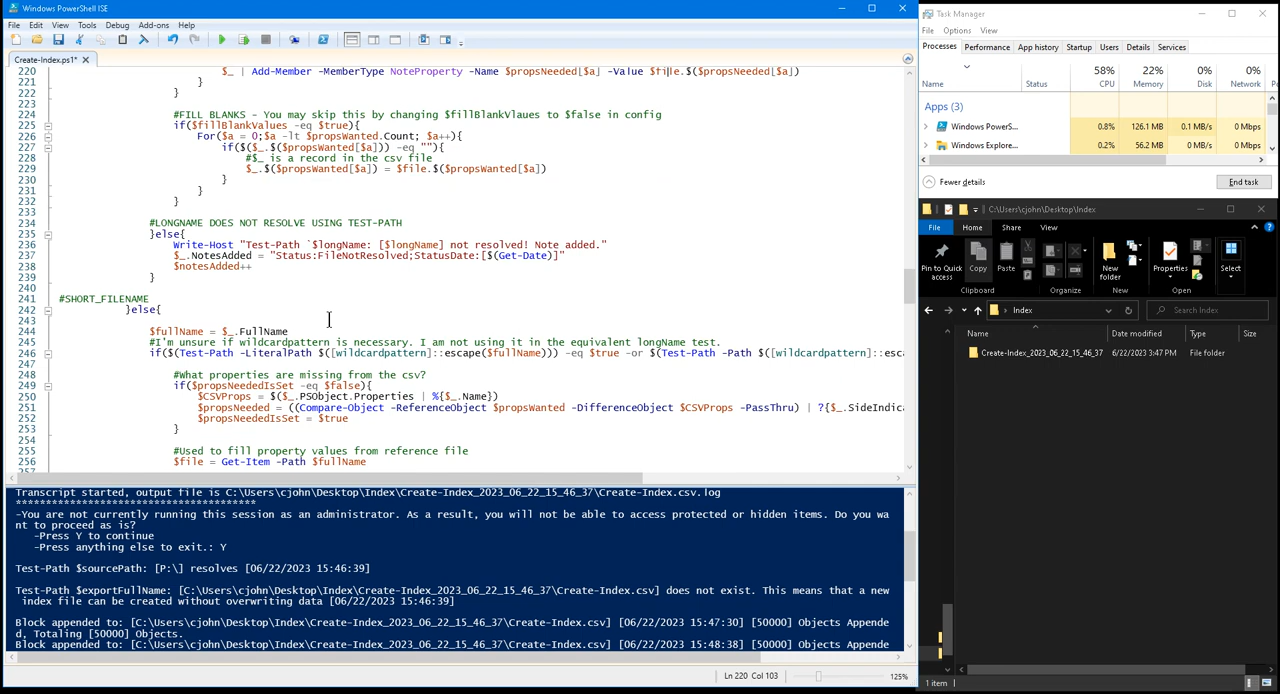 Windows PowerShell ISE
File Edit View Tools Debug Add-ons Help
Create-Index.ps1* X
220 $_ | Add-Member -MemberType NoteProperty -Name $propsNeeded[$a] -Value $file.$($propsNeeded[$a])
221 }
222 }
223
224 #FILL BLANKS - You may skip this by changing $fillBlankVlaues to $false in config
225 if($fillBlankValues -eq $true){
226 For($a = 0;$a -lt $propsWanted.Count; $a++){
227 if($($_.$($propsWanted[$a])) -eq ""){
228 #$_ is a record in the csv file
229 $_.$($propsWanted[$a]) = $file.$($propsWanted[$a])
230 }
231 }
232 }
233
234 #LONGNAME DOES NOT RESOLVE USING TEST-PATH
235 }else{
236 Write-Host "Test-Path `$longName: [$longName] not resolved! Note added."
237 $_.NotesAdded = "Status:FileNotResolved;StatusDate:[$(Get-Date)]"
238 $notesAdded++
239 }
240
241 #SHORT_FILENAME
242 }else{
243
244 $fullName = $_.FullName
245 #I'm unsure if wildcardpattern is necessary. I am not using it in the equivalent longName test.
246 if($(Test-Path -LiteralPath $([wildcardpattern]::escape($fullName))) -eq $true -or $(Test-Path -Path $([wildcardpattern]::esca
247
248 #What properties are missing from the csv?
249 if($propsNeededIsSet -eq $false){
250 $CSVProps = $($_.PSObject.Properties | %{$_.Name})
251 $propsNeeded = ((Compare-Object -ReferenceObject $propsWanted -DifferenceObject $CSVProps -PassThru) | ?{$_.SideIndica
252 $propsNeededIsSet = $true
253 }
254
255 #Used to fill property values from reference file
256 $file = Get-Item -Path $fullName
Transcript started, output file is C:\Users\cjohn\Desktop\Index\Create-Index_2023_06_22_15_46_37\Create-Index.csv.log
****************************************
-You are not currently running this session as an administrator. As a result, you will not be able to access protected or hidden items. Do you wa
nt to proceed as is?
-Press Y to continue
-Press anything else to exit.: Y
Test-Path $sourcePath: [P:\] resolves [06/22/2023 15:46:39]
Test-Path $exportFullName: [C:\Users\cjohn\Desktop\Index\Create-Index_2023_06_22_15_46_37\Create-Index.csv] does not exist. This means that a new
index file can be created without overwriting data [06/22/2023 15:46:39]
Block appended to: [C:\Users\cjohn\Desktop\Index\Create-Index_2023_06_22_15_46_37\Create-Index.csv] [06/22/2023 15:47:30] [50000] Objects Appende
d, Totaling [50000] Objects.
Block appended to: [C:\Users\cjohn\Desktop\Index\Create-Index_2023_06_22_15_46_37\Create-Index.csv] [06/22/2023 15:48:38] [50000] Objects Appende
Ln 220 Col 103 125%
Task Manager
File Options View
Processes Performance App history Startup Users Details Services
58% 22% 0% 0%
Name Status CPU Memory Disk Network
Apps (3)
Windows PowerS... 0.8% 126.1 MB 0.1 MB/s 0 Mbps
Windows Explore... 0.2% 56.2 MB 0 MB/s 0 Mbps
Fewer details End task
C:\Users\cjohn\Desktop\Index
File Home Share View
Pin to Quick access Copy Paste New folder Properties Select
Clipboard Organize New Open
Index Search Index
Name Date modified Type Size
Create-Index_2023_06_22_15_46_37 6/22/2023 3:47 PM File folder
1 item